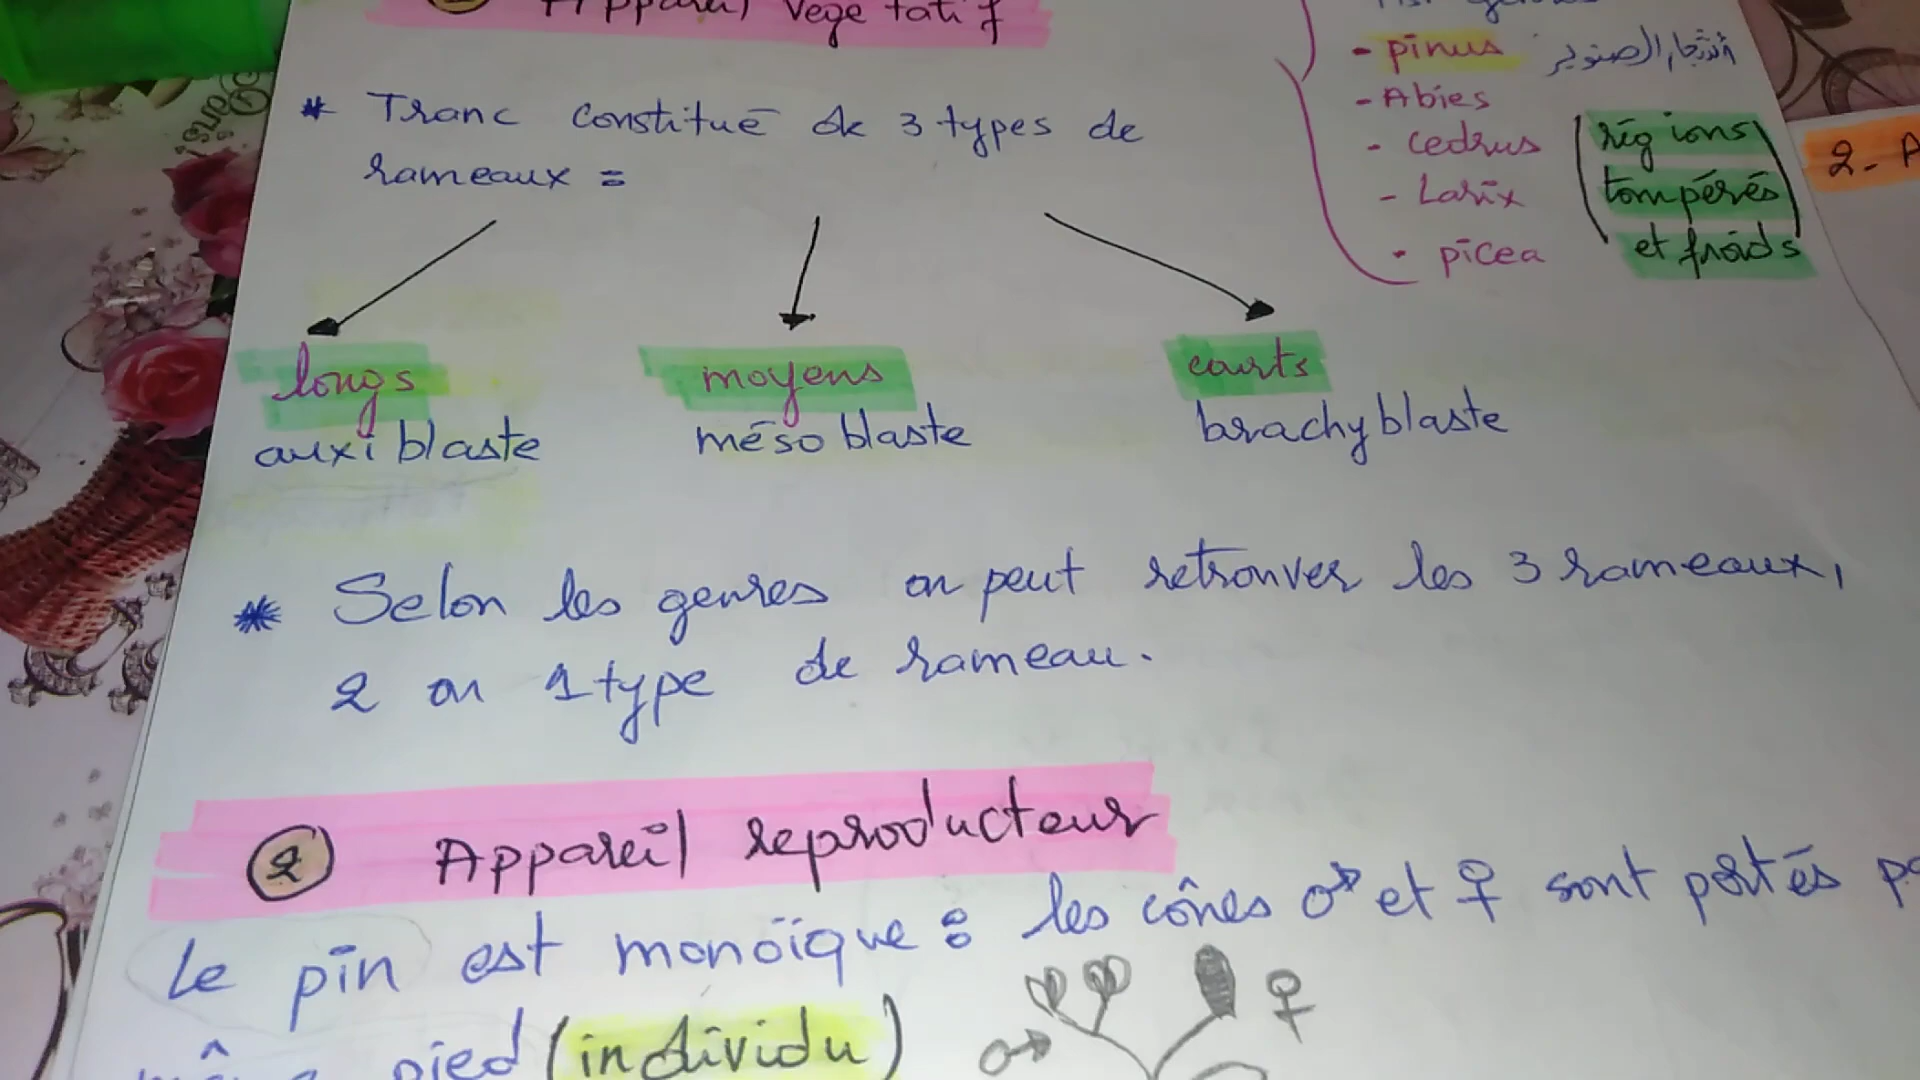 Appareil végétatif
* Tronc constitué de 3 types de
rameaux =
longs
auxiblaste
moyens
mésoblaste
courts
brachyblaste
- pinus أشجار الصنوبر
- Abies
- cedrus
- Larix
- picea
(régions
tompérés
et froids)
2- A
* Selon les genres on peut retrouver les 3 rameaux,
2 ou 1 type de rameau.
② Appareil reproducteur
Le pin est monoïque : les cônes ♂ et ♀ sont portés
pied (individu)
♂ ♀
Paris